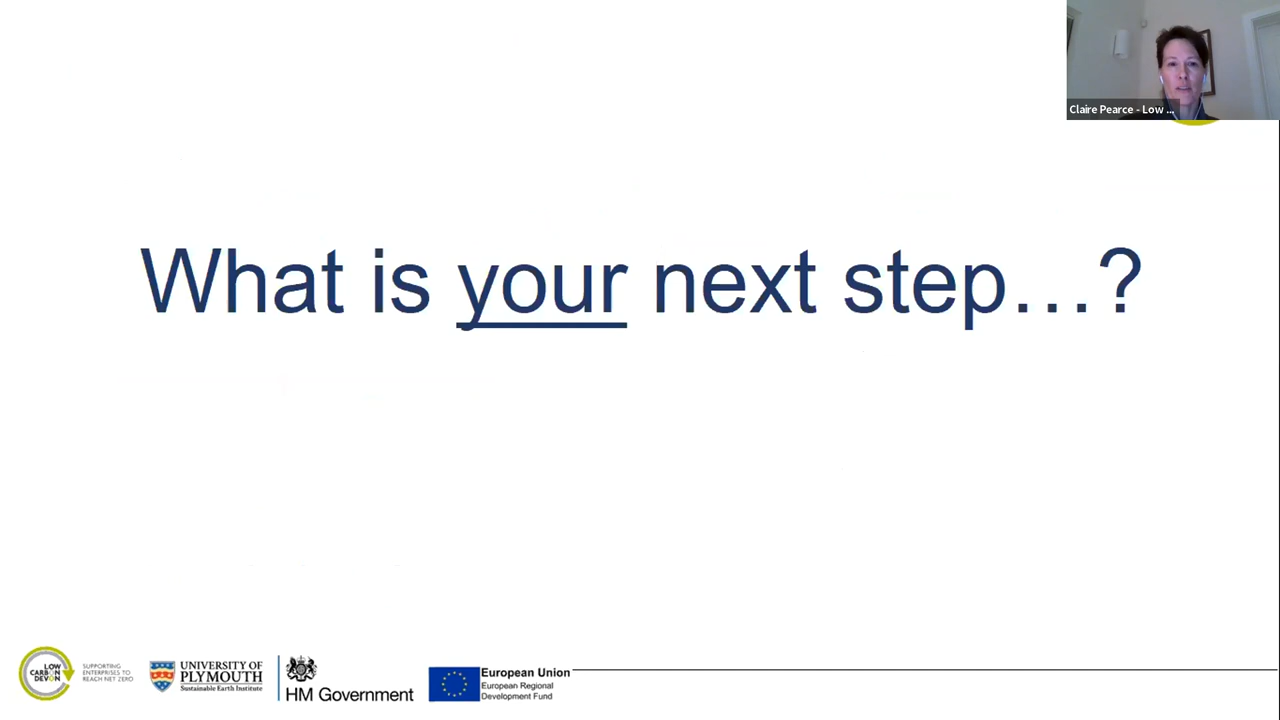 Claire Pearce - Low ...
What is your next step…?
LOW
CARBON
DEVON
SUPPORTING
ENTERPRISES TO
REACH NET ZERO
UNIVERSITY OF
PLYMOUTH
Sustainable Earth Institute
HM Government
European Union
European Regional
Development Fund